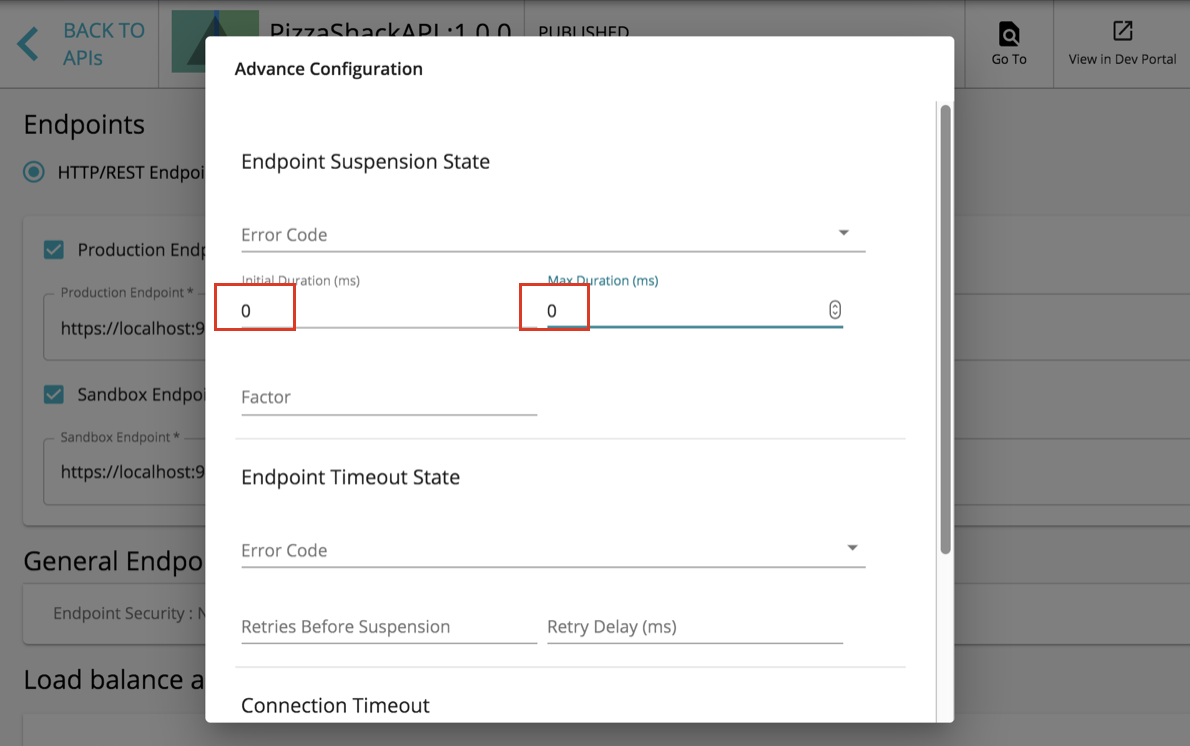 BACK TO
APIs
PizzaShackAPI :1.0.0
PUBLISHED
Go To
View in Dev Portal
Advance Configuration
Endpoints
HTTP/REST Endpoi
Endpoint Suspension State
Error Code
Production Endp
Initial Duration (ms)
Max Duration (ms)
Production Endpoint *
0
0
https://localhost:9
Sandbox Endpoi
Factor
Sandbox Endpoint *
https://localhost:9
Endpoint Timeout State
Error Code
General Endpo
Endpoint Security : N
Retries Before Suspension
Retry Delay (ms)
Load balance a
Connection Timeout